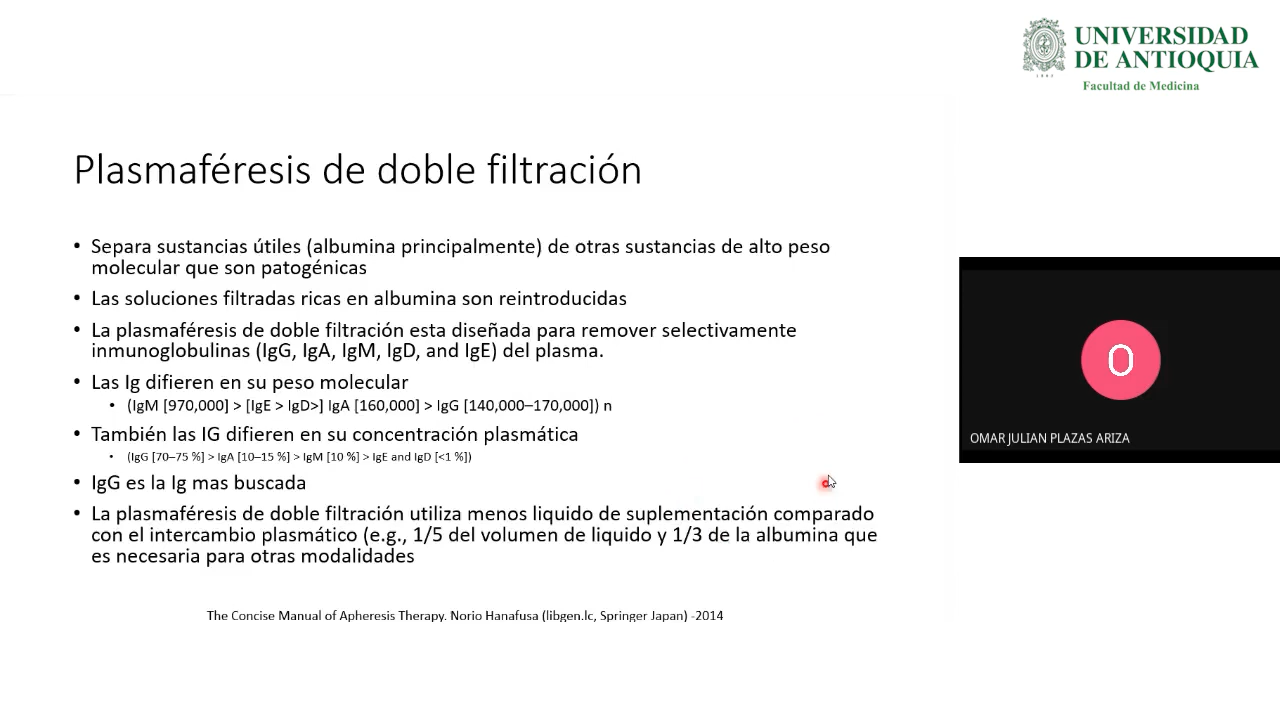 UNIVERSIDAD
DE ANTIOQUIA
1803
Facultad de Medicina
Plasmaféresis de doble filtración
• Separa sustancias útiles (albumina principalmente) de otras sustancias de alto peso
molecular que son patogénicas
• Las soluciones filtradas ricas en albumina son reintroducidas
• La plasmaféresis de doble filtración esta diseñada para remover selectivamente
inmunoglobulinas (IgG, IgA, IgM, IgD, and IgE) del plasma.
• Las Ig difieren en su peso molecular
• (IgM [970,000] > [IgE > IgD>] IgA [160,000] > IgG [140,000–170,000]) n
• También las IG difieren en su concentración plasmática
• (IgG [70–75 %] > IgA [10–15 %] > IgM [10 %] > IgE and IgD [<1 %])
• IgG es la Ig mas buscada
• La plasmaféresis de doble filtración utiliza menos liquido de suplementación comparado
con el intercambio plasmático (e.g., 1/5 del volumen de liquido y 1/3 de la albumina que
es necesaria para otras modalidades
The Concise Manual of Apheresis Therapy. Norio Hanafusa (libgen.lc, Springer Japan) -2014
O
OMAR JULIAN PLAZAS ARIZA